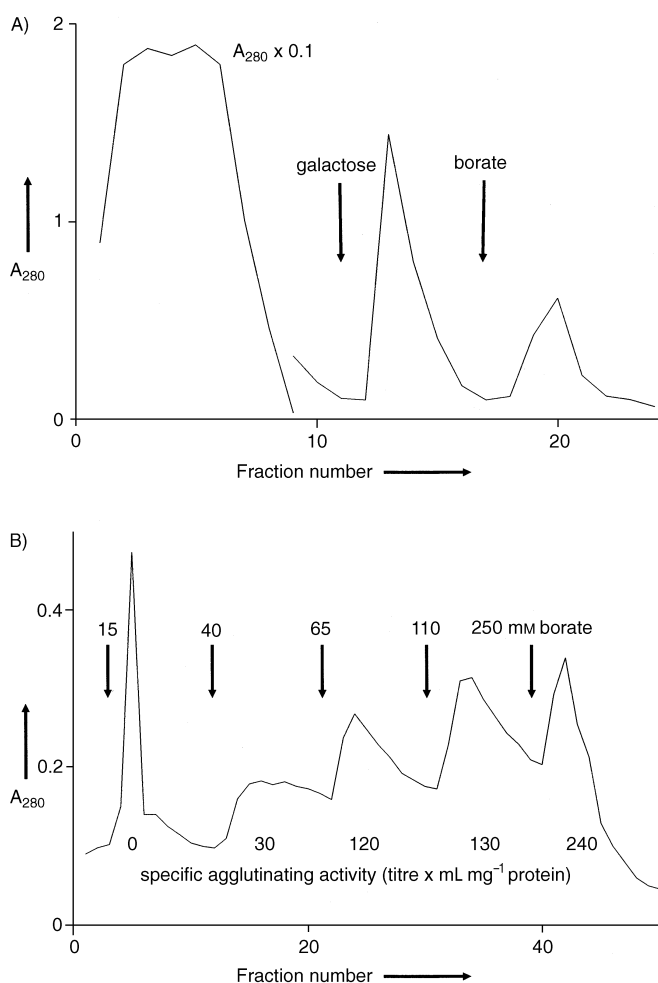 A)
2
A₂₈₀ x 0.1
galactose
borate
1
A₂₈₀
0
0
10
20
Fraction number
B)
0.4
15
40
65
110
250 mM borate
0.2
A₂₈₀
0
30
120
130
240
specific agglutinating activity (titre x mL mg⁻¹ protein)
0
0
20
40
Fraction number